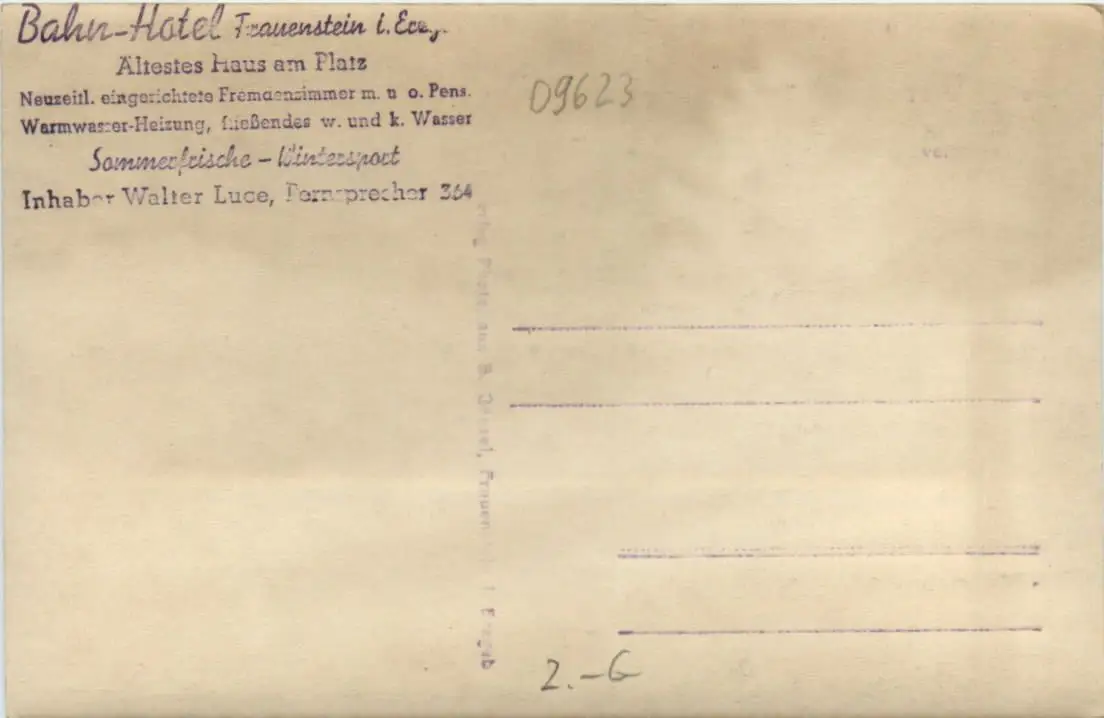 Bahn-Hotel Frauenstein i. Erz.
Ältestes Haus am Platz
Neuzeitl. eingerichtete Fremdenzimmer m. u o. Pens.
Warmwasser-Heizung, fließendes w. und k. Wasser
Sommerfrische - Wintersport
Inhaber Walter Luce, Fernsprecher 364
09623
2.-G